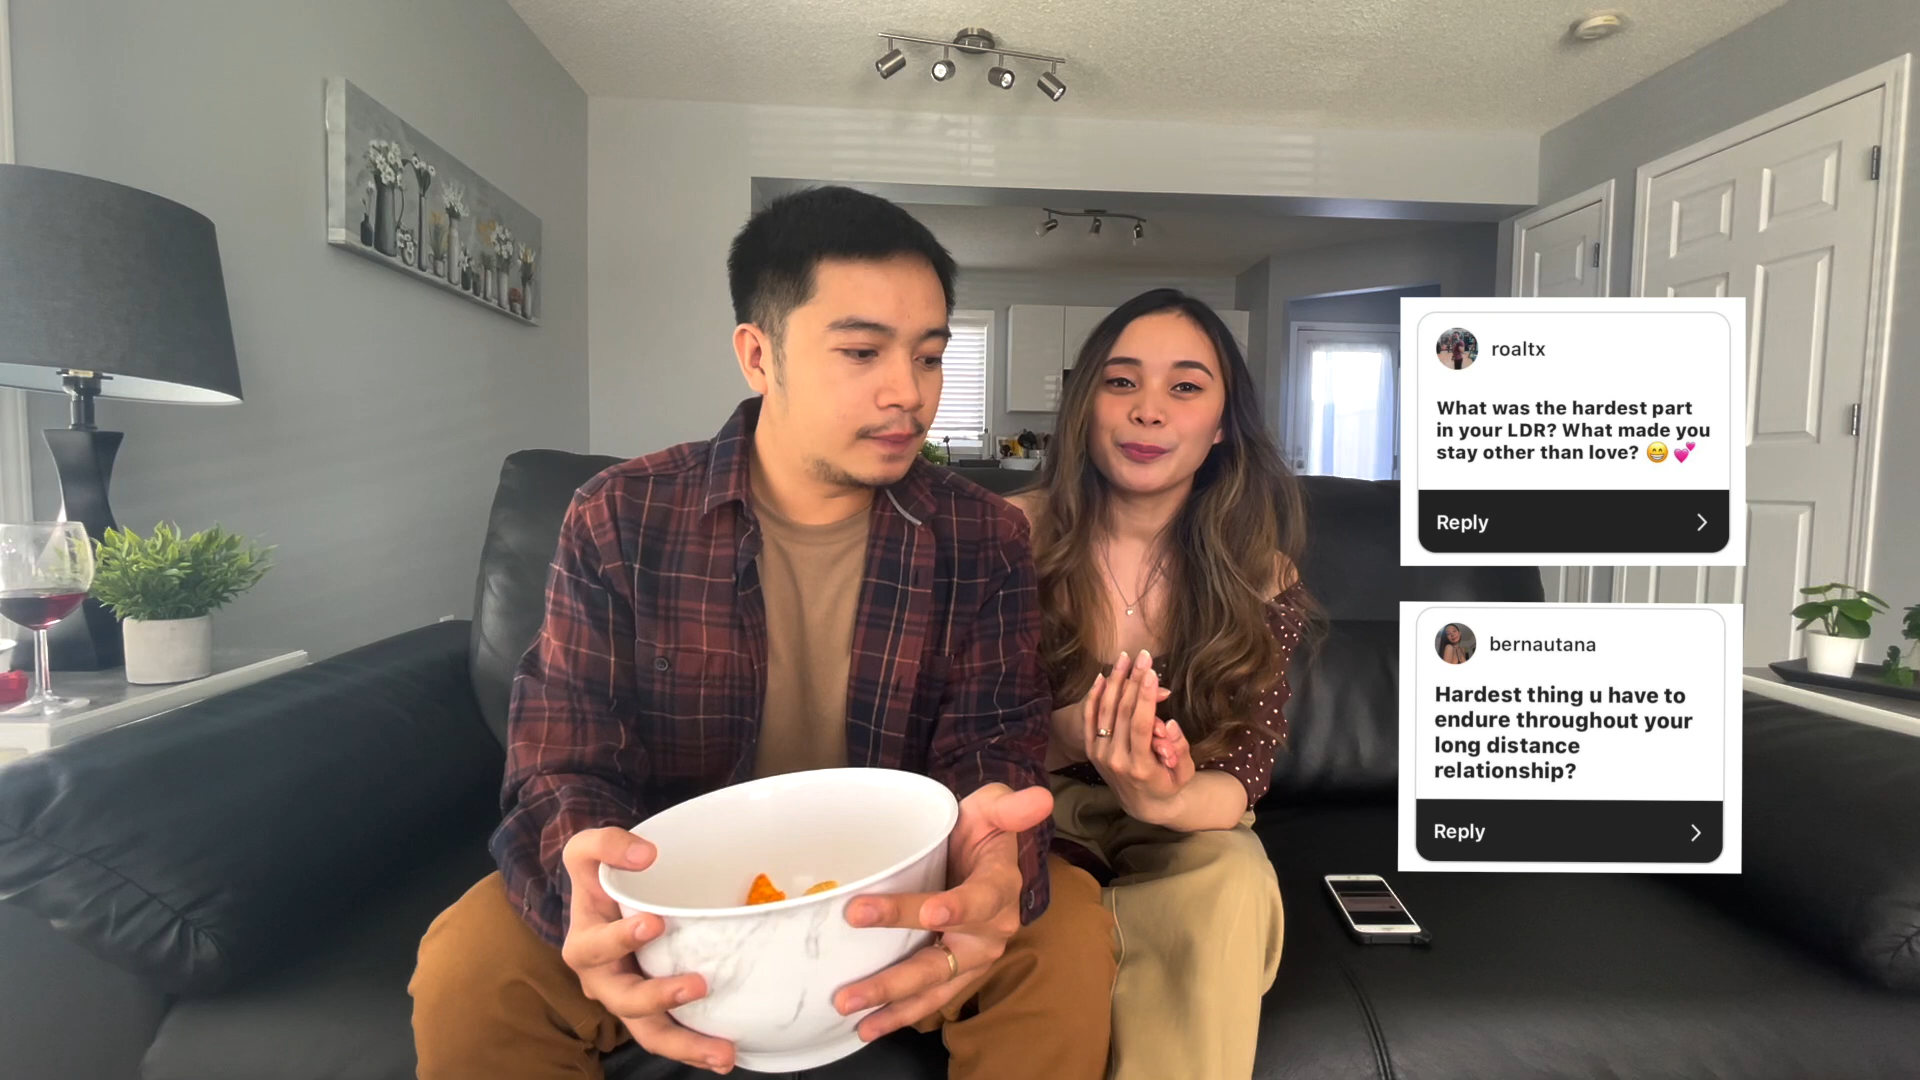 roaltx
What was the hardest part
in your LDR? What made you
stay other than love? 😁 💕
Reply
bernautana
Hardest thing u have to
endure throughout your
long distance
relationship?
Reply